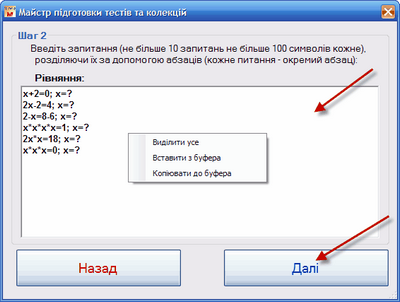 Майстр підготовки тестів та колекцій
Шаг 2
Введіть запитання (не більше 10 запитань не більше 100 символів кожне),
розділяючи їх за допомогою абзаців (кожне питання - окремий абзац):
Рівняння:
x+2=0; x=?
2x-2=4; x=?
2-x=8-6; x=?
x*x*x*x=1; x=?
2x*x=18; x=?
x*x*x=0; x=?
Виділити усе
Вставити з буфера
Копіювати до буфера
Назад
Далі